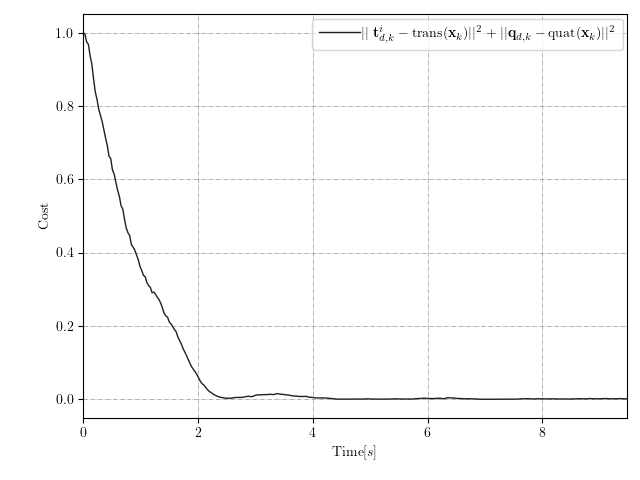 || t^i_{d,k} − trans(x_k)||² + ||q_{d,k} − quat(x_k)||²
Cost
1.0
0.8
0.6
0.4
0.2
0.0
0 2 4 6 8
Time[s]